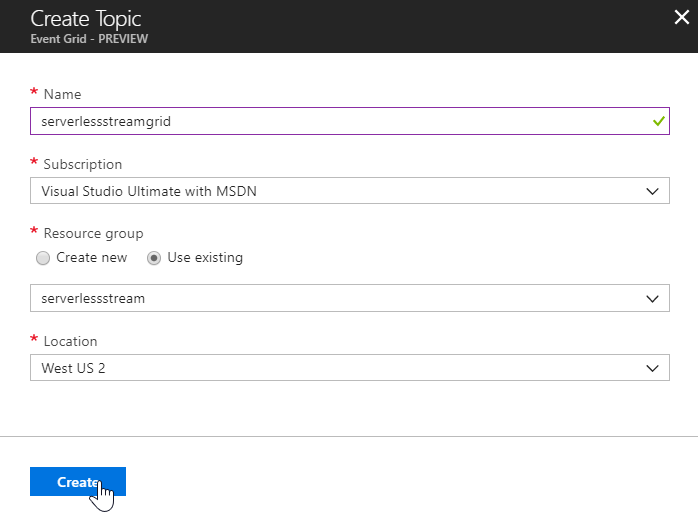 Create Topic
Event Grid - PREVIEW
* Name
serverlessstreamgrid
* Subscription
Visual Studio Ultimate with MSDN
* Resource group
Create new Use existing
serverlessstream
* Location
West US 2
Create